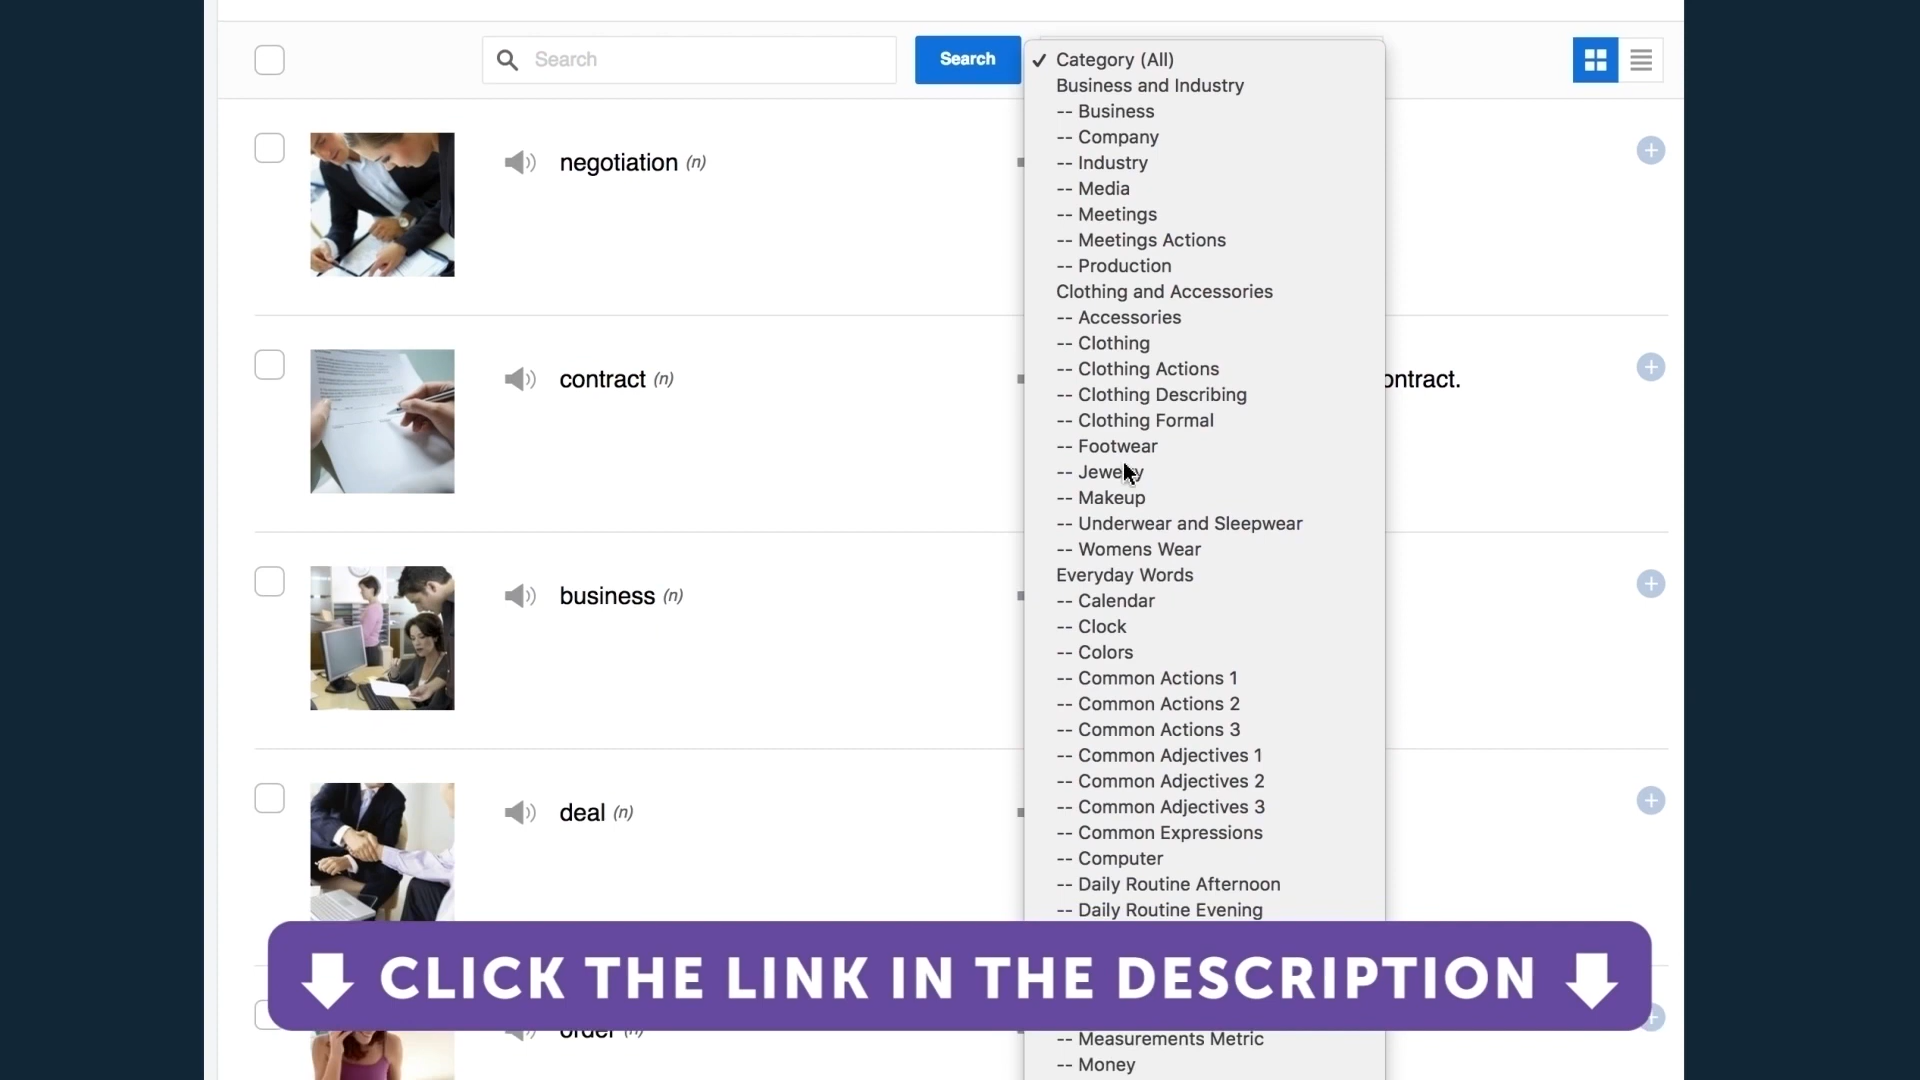 Search
Search
✓ Category (All)
Business and Industry
-- Business
-- Company
-- Industry
-- Media
-- Meetings
-- Meetings Actions
-- Production
Clothing and Accessories
-- Accessories
-- Clothing
-- Clothing Actions
-- Clothing Describing
-- Clothing Formal
-- Footwear
-- Jewelry
-- Makeup
-- Underwear and Sleepwear
-- Womens Wear
Everyday Words
-- Calendar
-- Clock
-- Colors
-- Common Actions 1
-- Common Actions 2
-- Common Actions 3
-- Common Adjectives 1
-- Common Adjectives 2
-- Common Adjectives 3
-- Common Expressions
-- Computer
-- Daily Routine Afternoon
-- Daily Routine Evening
-- Measurements Metric
-- Money
negotiation (n)
contract (n)
ontract.
business (n)
deal (n)
order (n)
CLICK THE LINK IN THE DESCRIPTION